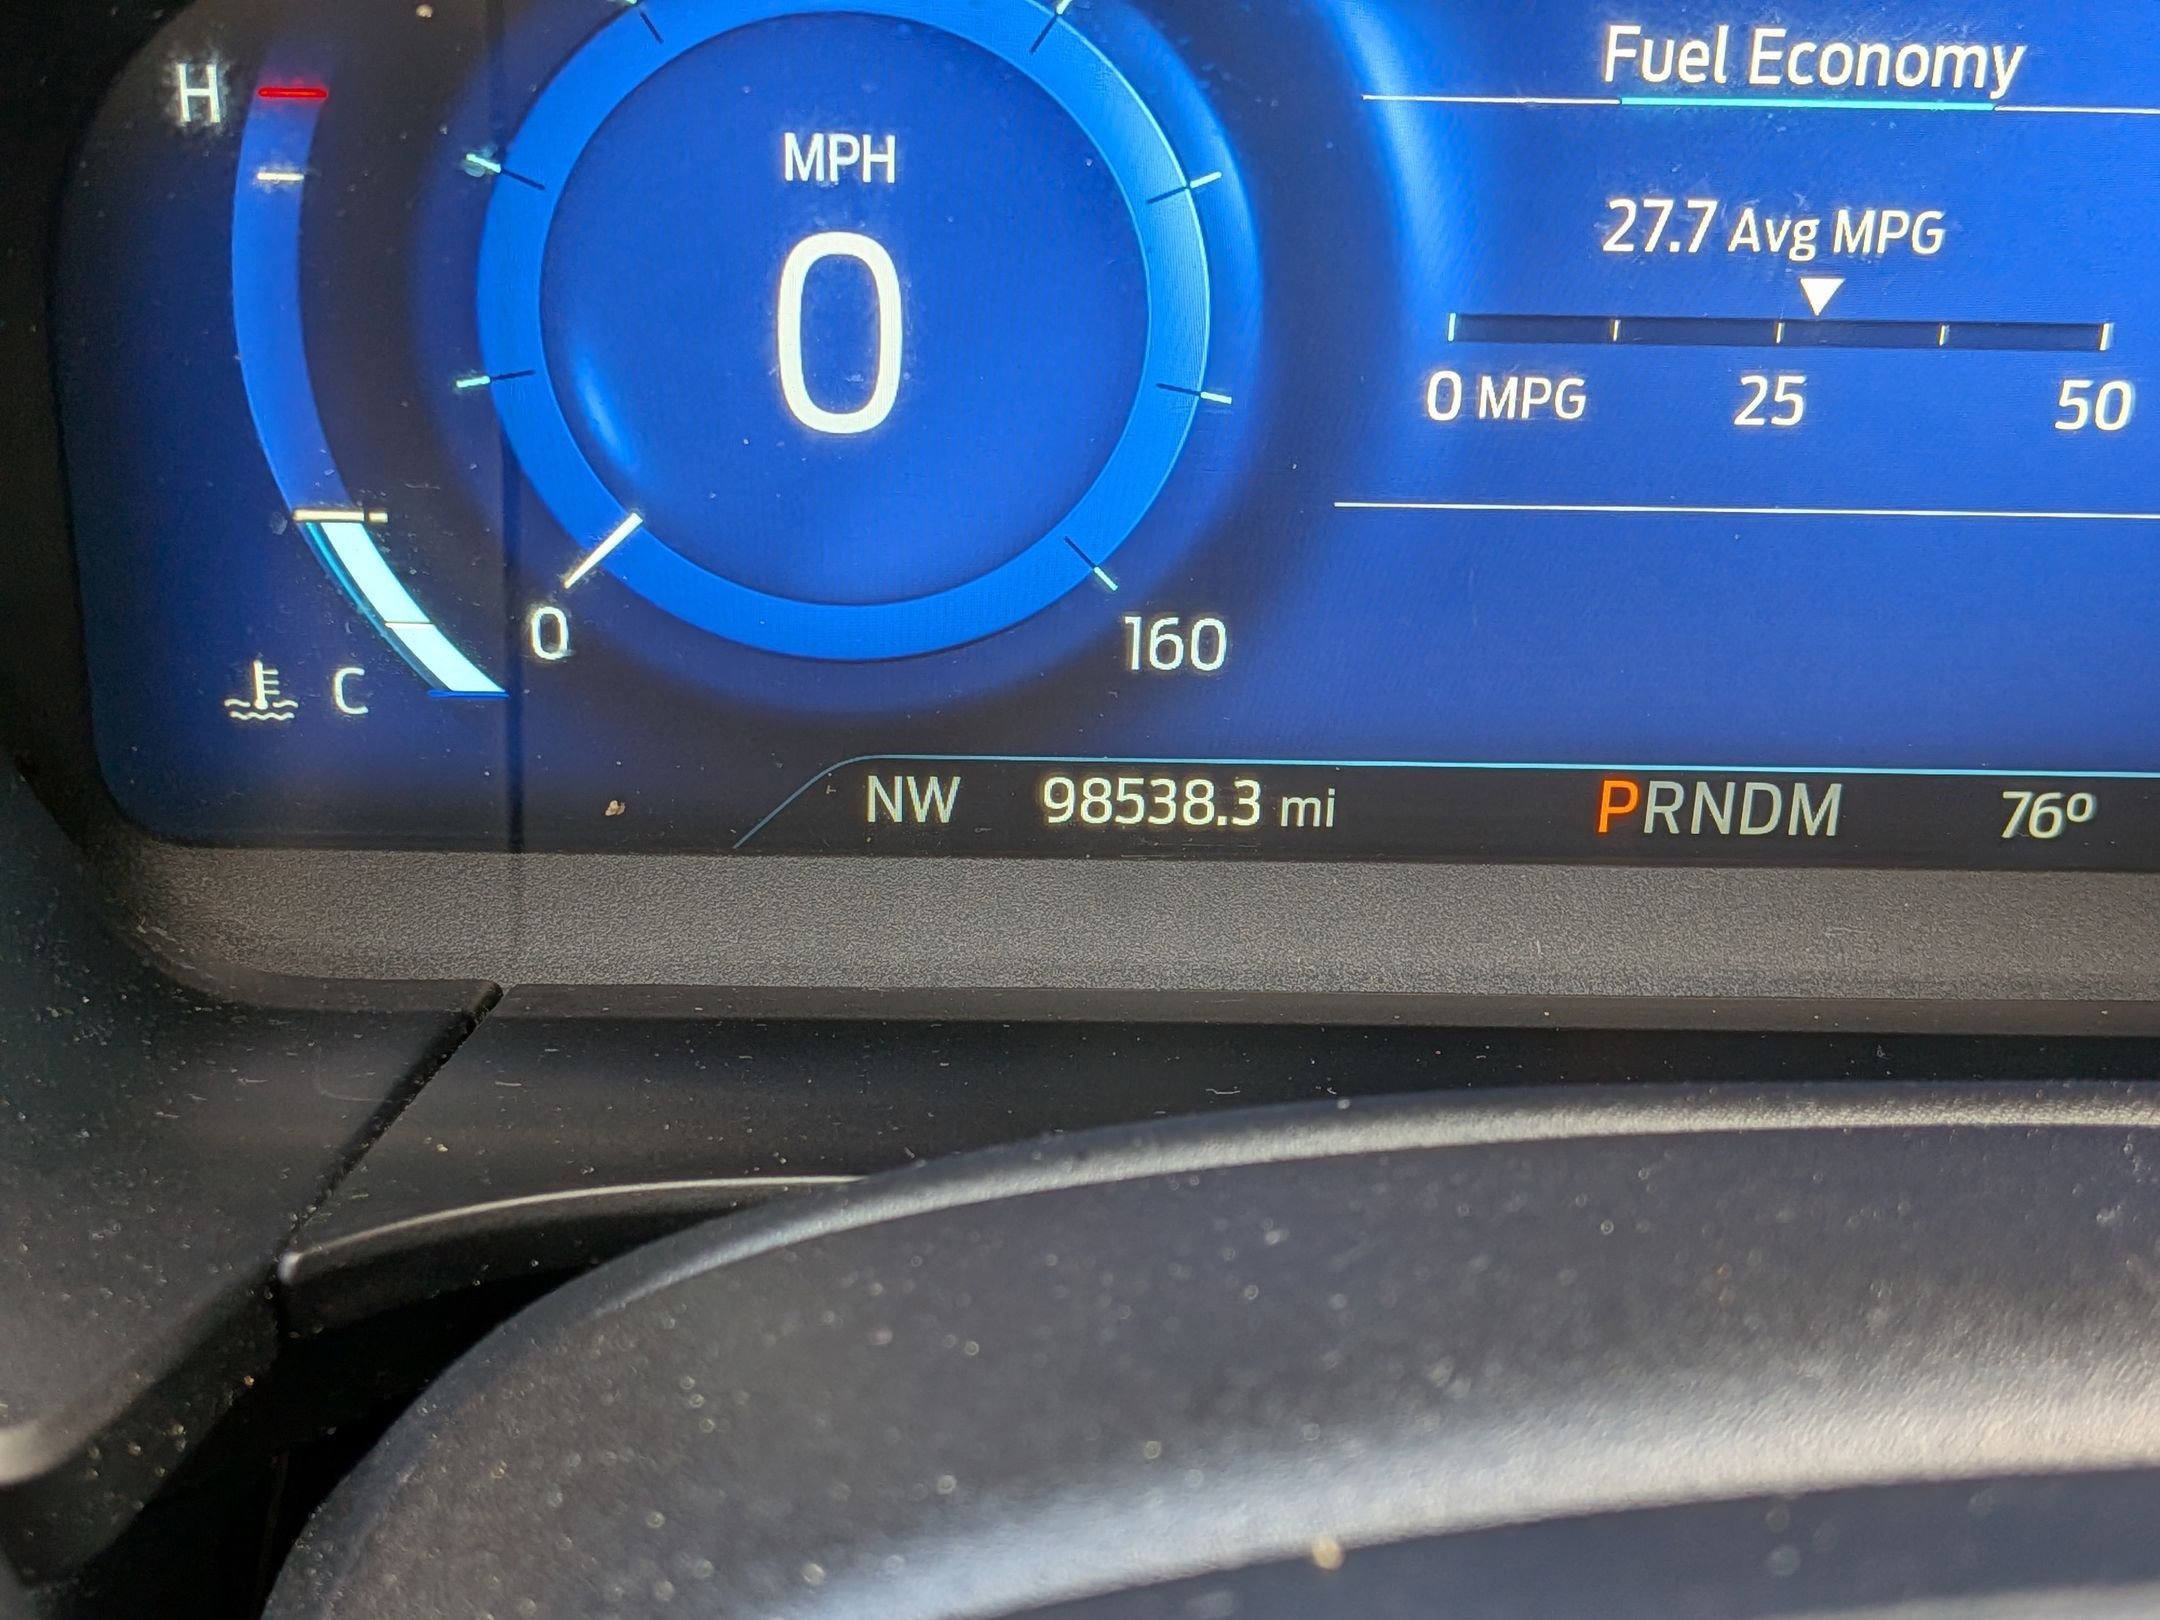 H
MPH
0
0
160
C
Fuel Economy
27.7 Avg MPG
0 MPG 25 50
NW 98538.3 mi PRNDM 76º